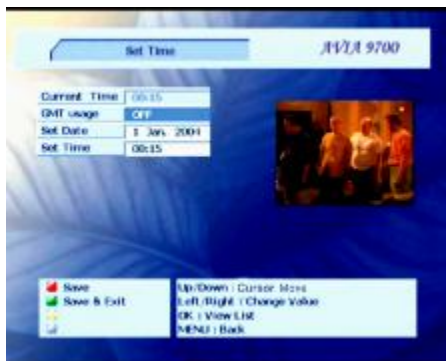 Set Time
AVIA 9700
Current Time 00:15
GMT usage OFF
Set Date 1 Jan. 2004
Set Time 00:15
Save
Save & Exit
Up/Down : Cursor Move
Left/Right : Change Value
OK : View List
MENU : Back